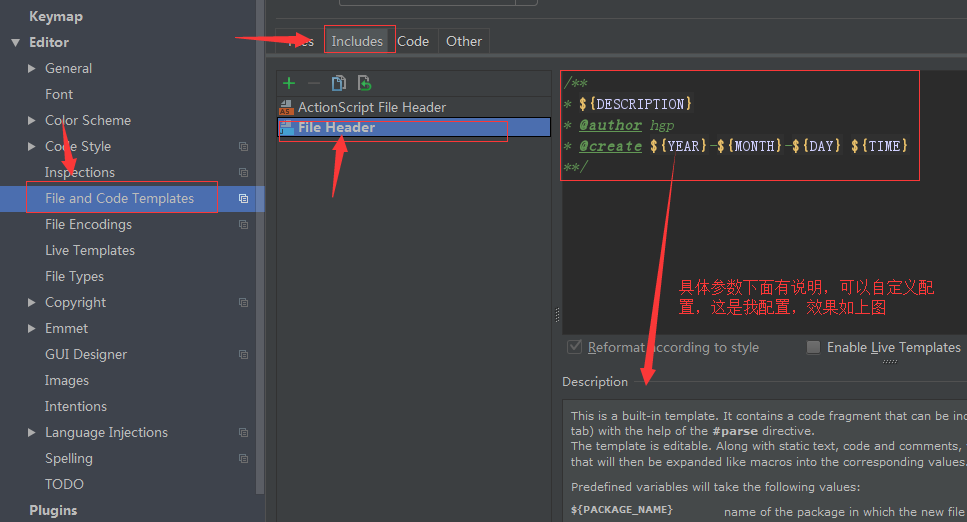 Keymap
Editor
General
Font
Color Scheme
Code Style
Inspections
File and Code Templates
File Encodings
Live Templates
File Types
Copyright
Emmet
GUI Designer
Images
Intentions
Language Injections
Spelling
TODO
Plugins
Includes
Code
Other
ActionScript File Header
File Header
/**
* ${DESCRIPTION}
* @author hgp
* @create ${YEAR}-${MONTH}-${DAY} ${TIME}
**/
具体参数下面有说明，可以自定义配
置，这是我配置，效果如上图
Reformat according to style
Enable Live Templates
Description
This is a built-in template. It contains a code fragment that can be inc
tab) with the help of the #parse directive.
The template is editable. Along with static text, code and comments,
that will then be expanded like macros into the corresponding values.
Predefined variables will take the following values:
${PACKAGE_NAME}
name of the package in which the new file